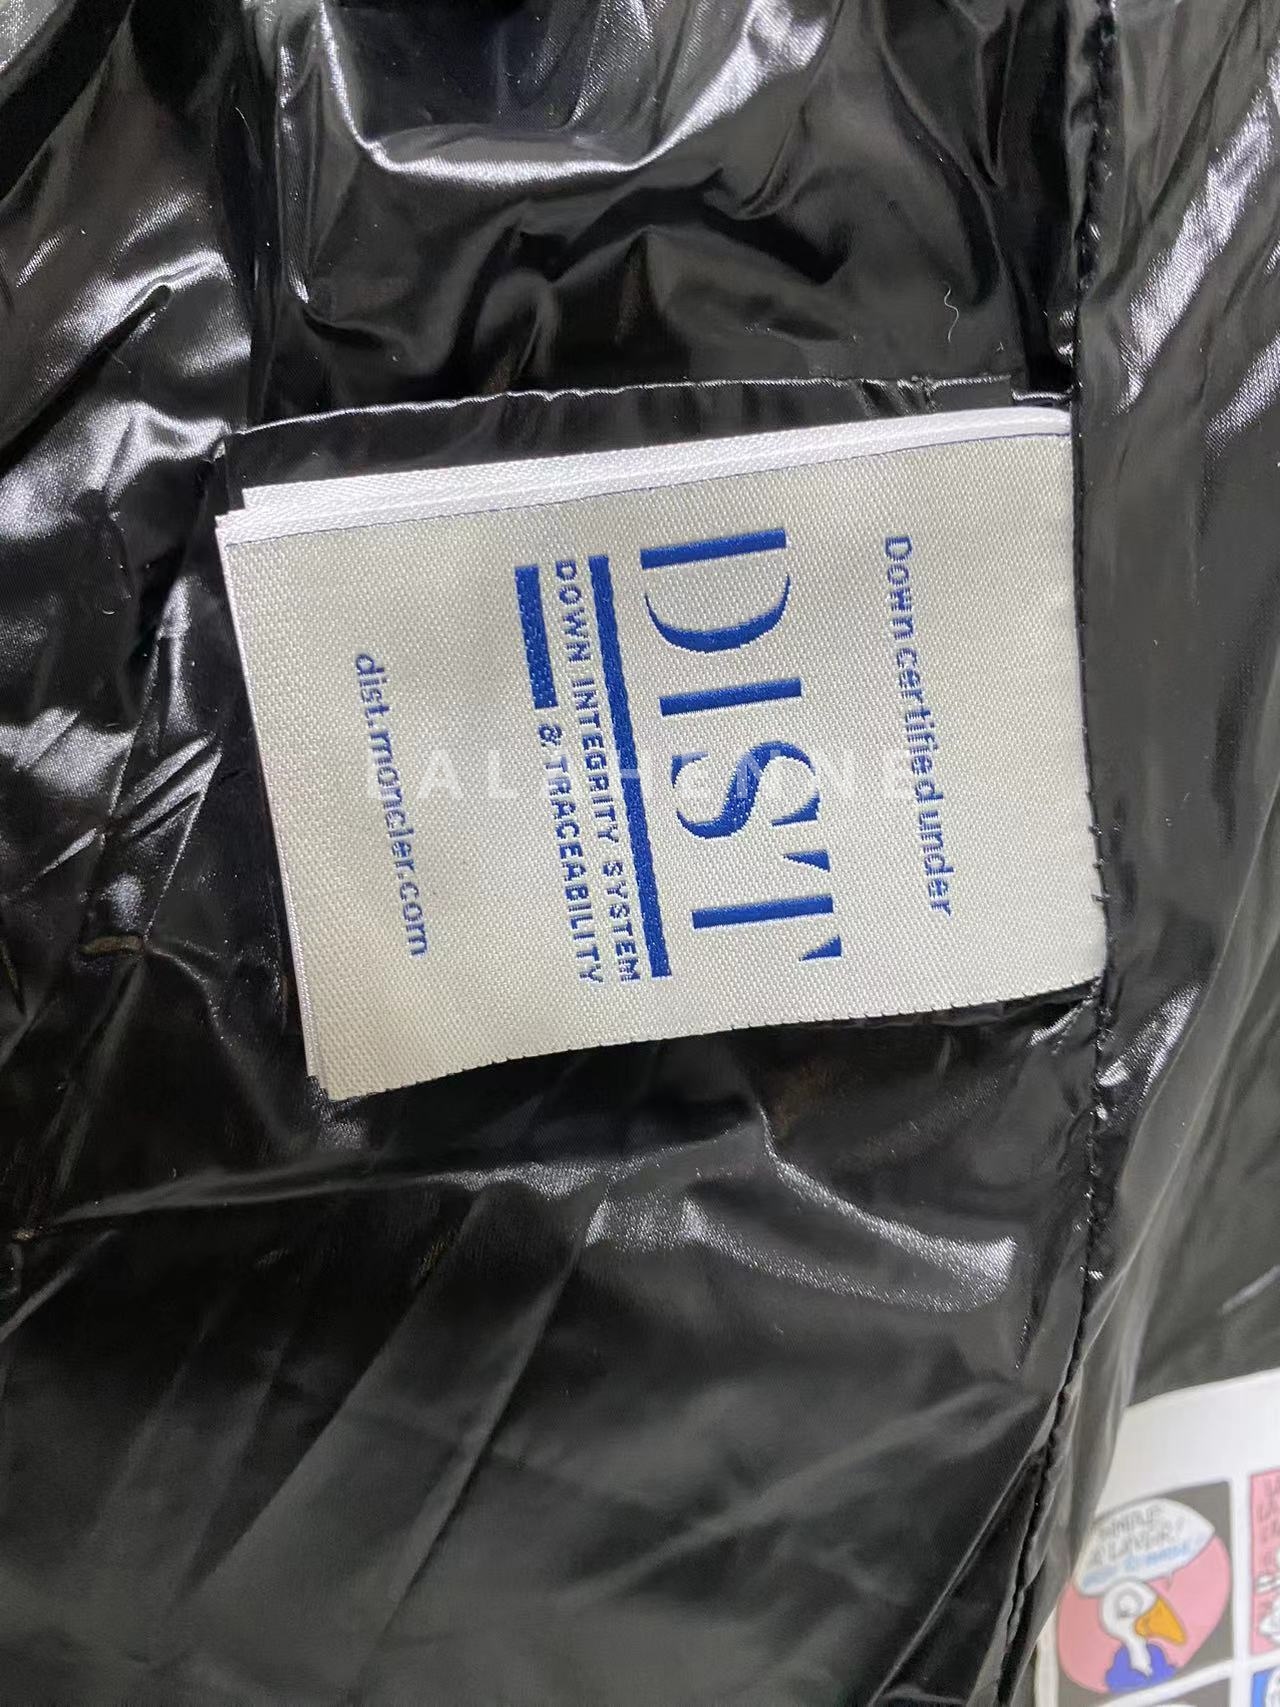 Down certified under
DIST
DOWN INTEGRITY SYSTEM
& TRACEABILITY
dist.moncler.com